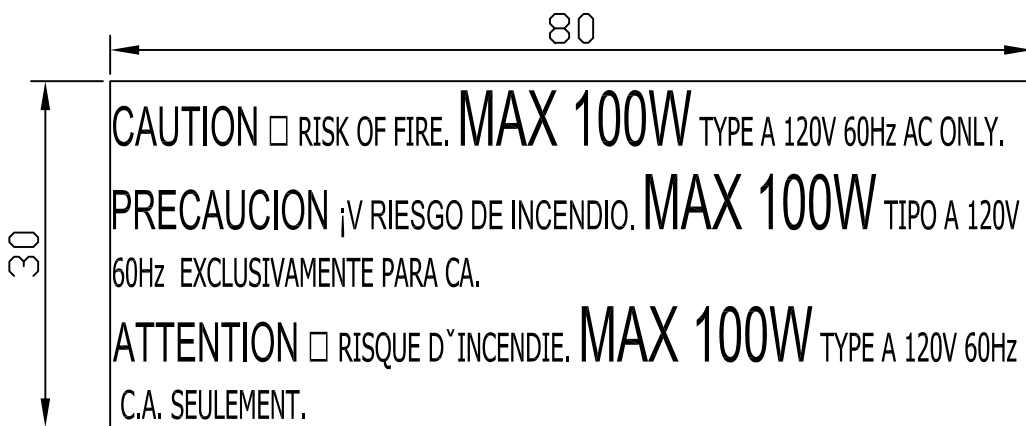 80
30
CAUTION □ RISK OF FIRE. MAX 100W TYPE A 120V 60Hz AC ONLY.
PRECAUCION ¡V RIESGO DE INCENDIO. MAX 100W TIPO A 120V
60Hz EXCLUSIVAMENTE PARA CA.
ATTENTION □ RISQUE DˇINCENDIE. MAX 100W TYPE A 120V 60Hz
C.A. SEULEMENT.